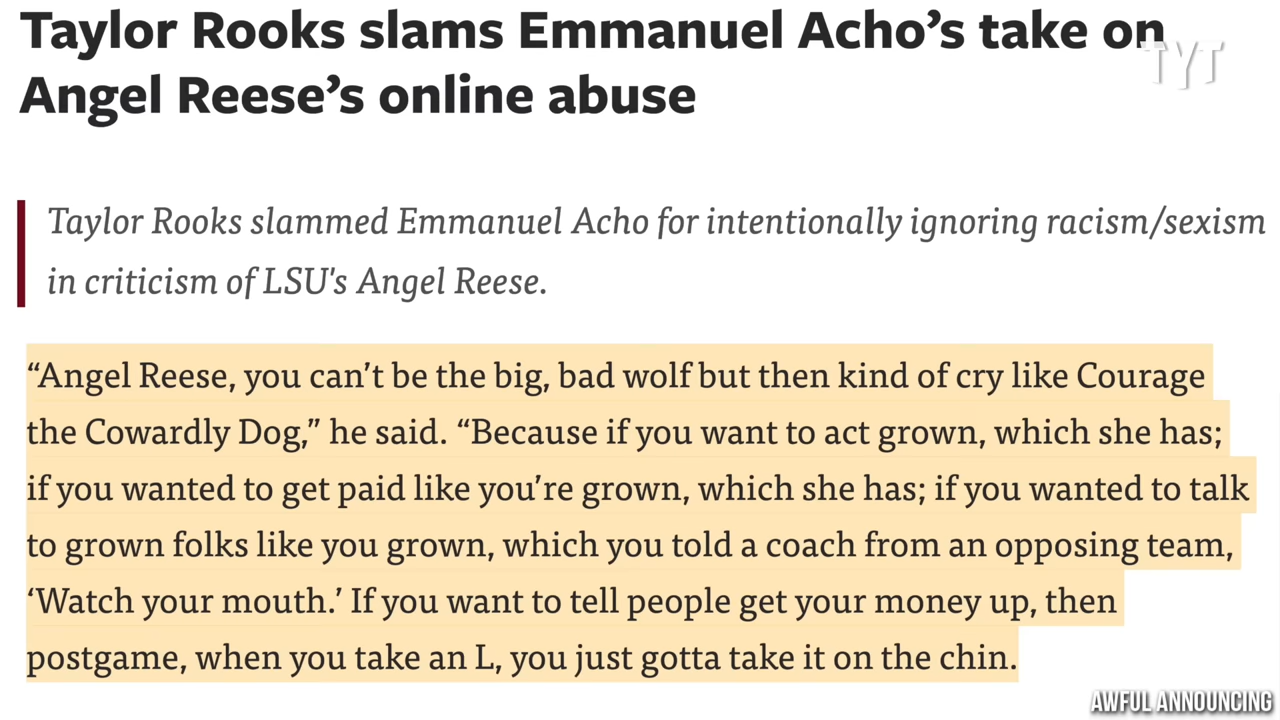 Taylor Rooks slams Emmanuel Acho’s take on
TYT
Angel Reese’s online abuse
Taylor Rooks slammed Emmanuel Acho for intentionally ignoring racism/sexism
in criticism of LSU's Angel Reese.
“Angel Reese, you can’t be the big, bad wolf but then kind of cry like Courage
the Cowardly Dog,” he said. “Because if you want to act grown, which she has;
if you wanted to get paid like you’re grown, which she has; if you wanted to talk
to grown folks like you grown, which you told a coach from an opposing team,
‘Watch your mouth.’ If you want to tell people get your money up, then
postgame, when you take an L, you just gotta take it on the chin.
AWFUL ANNOUNCING